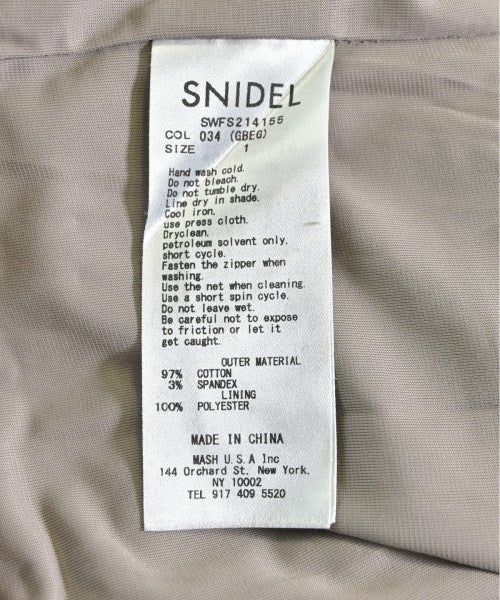 SNIDEL
SWFS214155
COL 034 (GBEG)
SIZE 1
Hand wash cold.
Do not bleach.
Do not tumble dry.
Line dry in shade.
Cool iron.
use press cloth.
Dryclean.
petroleum solvent only.
short cycle.
Fasten the zipper when
washing.
Use the net when cleaning.
Use a short spin cycle.
Do not leave wet.
Be careful not to expose
to friction or let it
get caught.
OUTER MATERIAL
97% COTTON
3% SPANDEX
LINING
100% POLYESTER
MADE IN CHINA
MASH U.S.A Inc
144 Orchard St. New York.
NY 10002
TEL 917 409 5520